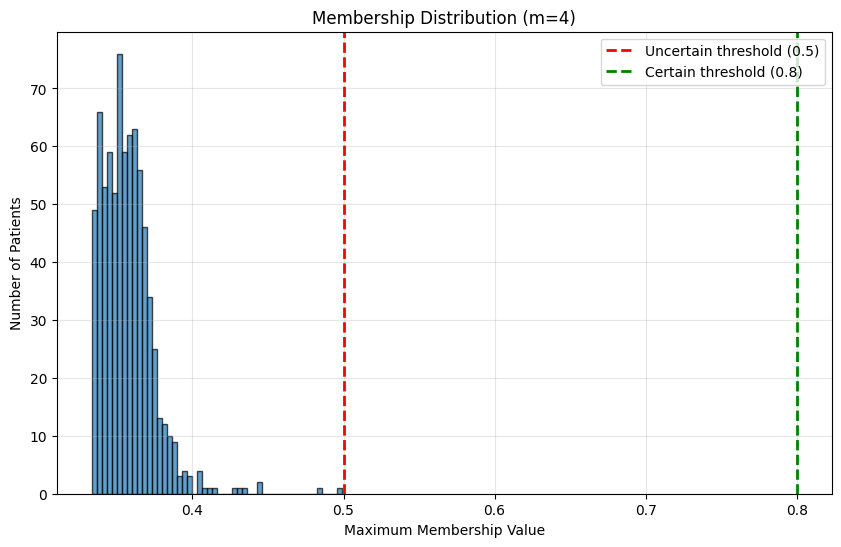 Membership Distribution (m=4)
Uncertain threshold (0.5)
Certain threshold (0.8)
Number of Patients
70
60
50
40
30
20
10
0
0.4
0.5
0.6
0.7
0.8
Maximum Membership Value